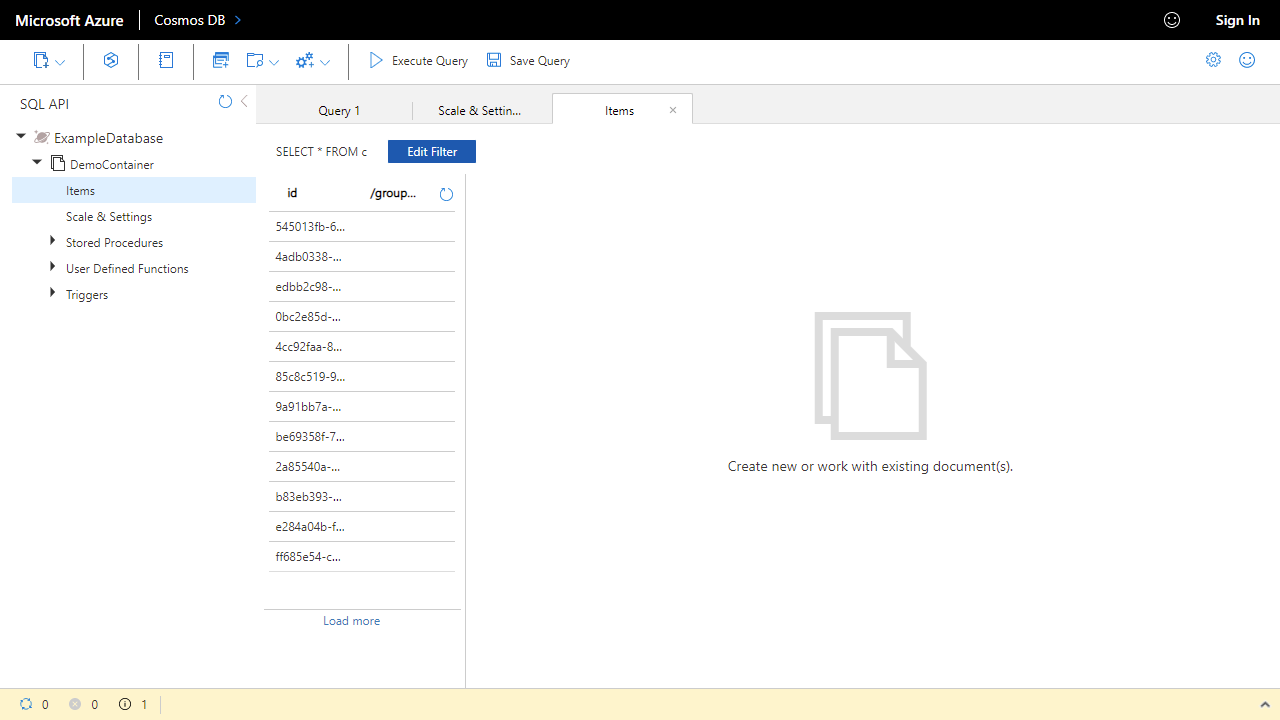 Microsoft Azure
Cosmos DB
Sign In
Execute Query
Save Query
SQL API
ExampleDatabase
DemoContainer
Items
Scale & Settings
Stored Procedures
User Defined Functions
Triggers
Query 1
Scale & Settin...
Items
SELECT * FROM c
Edit Filter
id /group...
545013fb-6...
4adb0338-...
edbb2c98-...
0bc2e85d-...
4cc92faa-8...
85c8c519-9...
9a91bb7a-...
be69358f-7...
2a85540a-...
b83eb393-...
e284a04b-f...
ff685e54-c...
Load more
Create new or work with existing document(s).
0 0 1